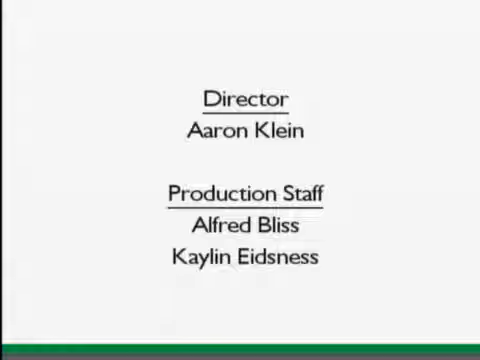 Director
Aaron Klein
Production Staff
Alfred Bliss
Kaylin Eidsness